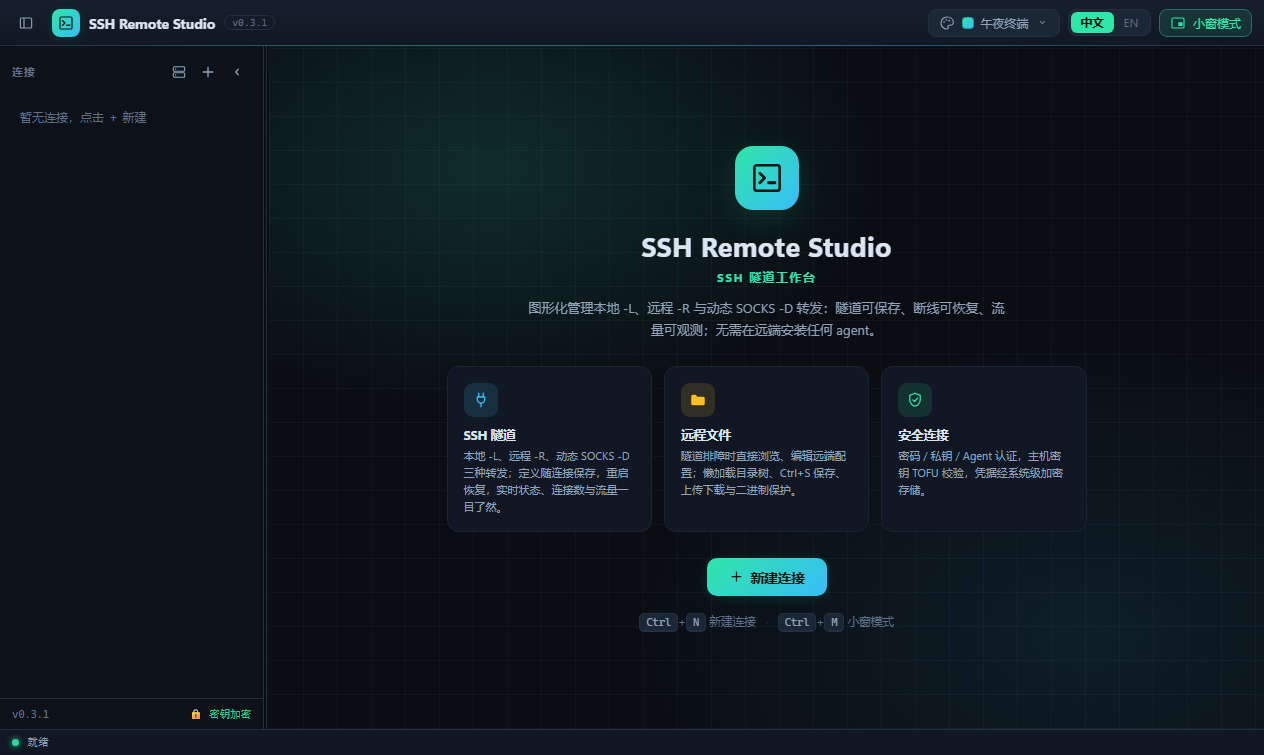 SSH Remote Studio v0.3.1 午夜终端 中文 EN 小窗模式
连接
暂无连接，点击 + 新建
SSH Remote Studio
SSH 隧道工作台
图形化管理本地 -L、远程 -R 与动态 SOCKS -D 转发：隧道可保存、断线可恢复、流
量可观测；无需在远端安装任何 agent。
SSH 隧道
本地 -L、远程 -R、动态 SOCKS -D
三种转发；定义随连接保存，重启
恢复，实时状态、连接数与流量一
目了然。
远程文件
隧道排障时直接浏览、编辑远端配
置；懒加载目录树、Ctrl+S 保存、
上传下载与二进制保护。
安全连接
密码 / 私钥 / Agent 认证，主机密
钥 TOFU 校验，凭据经系统级加密
存储。
+ 新建连接
Ctrl + N 新建连接 · Ctrl + M 小窗模式
v0.3.1 密钥加密
就绪